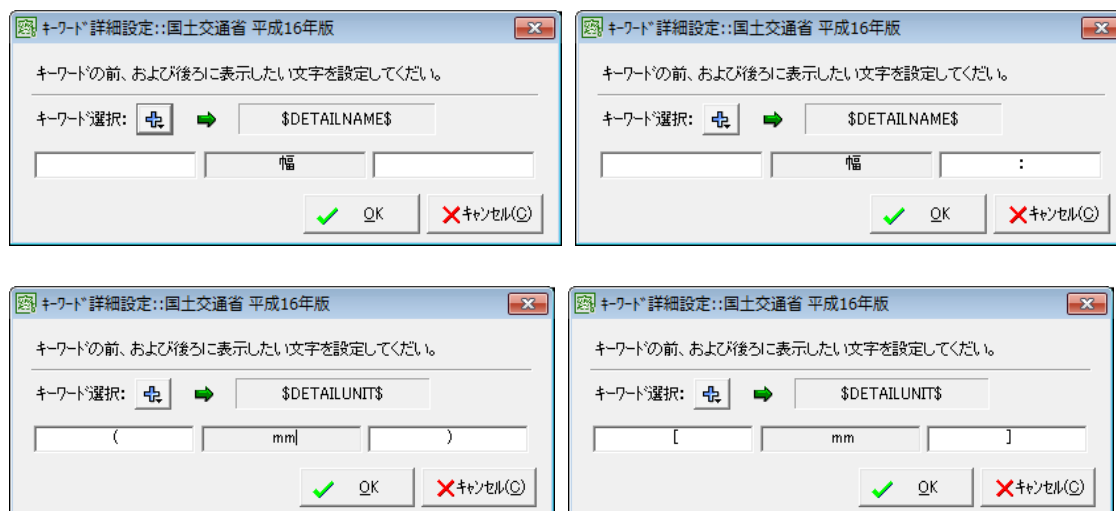 ｷｰﾜｰﾄﾞ詳細設定::国土交通省 平成16年版
キーワードの前、および後ろに表示したい文字を設定してくだい。
キーワード選択: $DETAILNAME$
幅
OK ｷｬﾝｾﾙ(C)
ｷｰﾜｰﾄﾞ詳細設定::国土交通省 平成16年版
キーワードの前、および後ろに表示したい文字を設定してくだい。
キーワード選択: $DETAILNAME$
幅 :
OK ｷｬﾝｾﾙ(C)
ｷｰﾜｰﾄﾞ詳細設定::国土交通省 平成16年版
キーワードの前、および後ろに表示したい文字を設定してくだい。
キーワード選択: $DETAILUNIT$
( mm )
OK ｷｬﾝｾﾙ(C)
ｷｰﾜｰﾄﾞ詳細設定::国土交通省 平成16年版
キーワードの前、および後ろに表示したい文字を設定してくだい。
キーワード選択: $DETAILUNIT$
[ mm ]
OK ｷｬﾝｾﾙ(C)